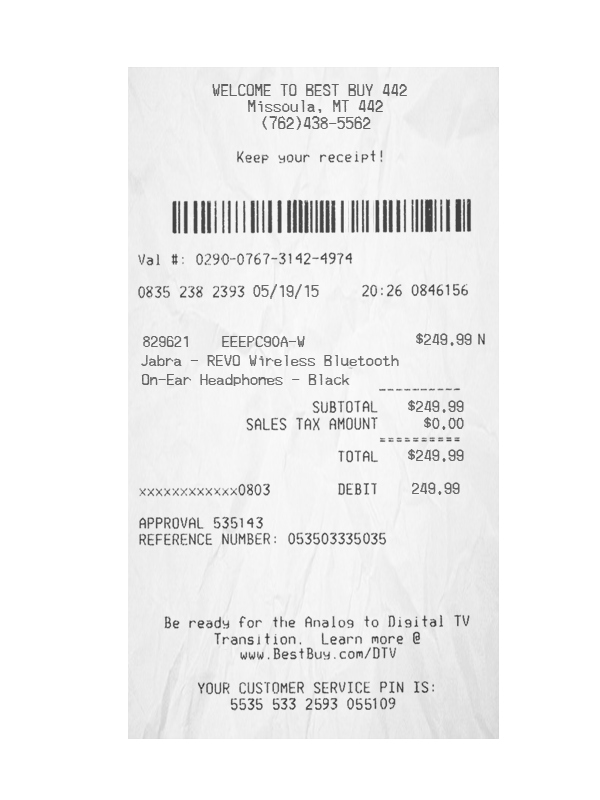 WELCOME TO BEST BUY 442
Missoula, MT 442
(762)438-5562
Keep your receipt!
Val #: 0290-0767-3142-4974
0835 238 2393 05/19/15 20:26 0846156
829621 EEEPC90A-W $249.99 N
Jabra - REVO Wireless Bluetooth
On-Ear Headphones - Black
----------
SUBTOTAL $249.99
SALES TAX AMOUNT $0.00
==========
TOTAL $249.99
xxxxxxxxxxxx0803 DEBIT 249.99
APPROVAL 535143
REFERENCE NUMBER: 053503335035
Be ready for the Analog to Digital TV
Transition. Learn more @
www.BestBuy.com/DTV
YOUR CUSTOMER SERVICE PIN IS:
5535 533 2593 055109